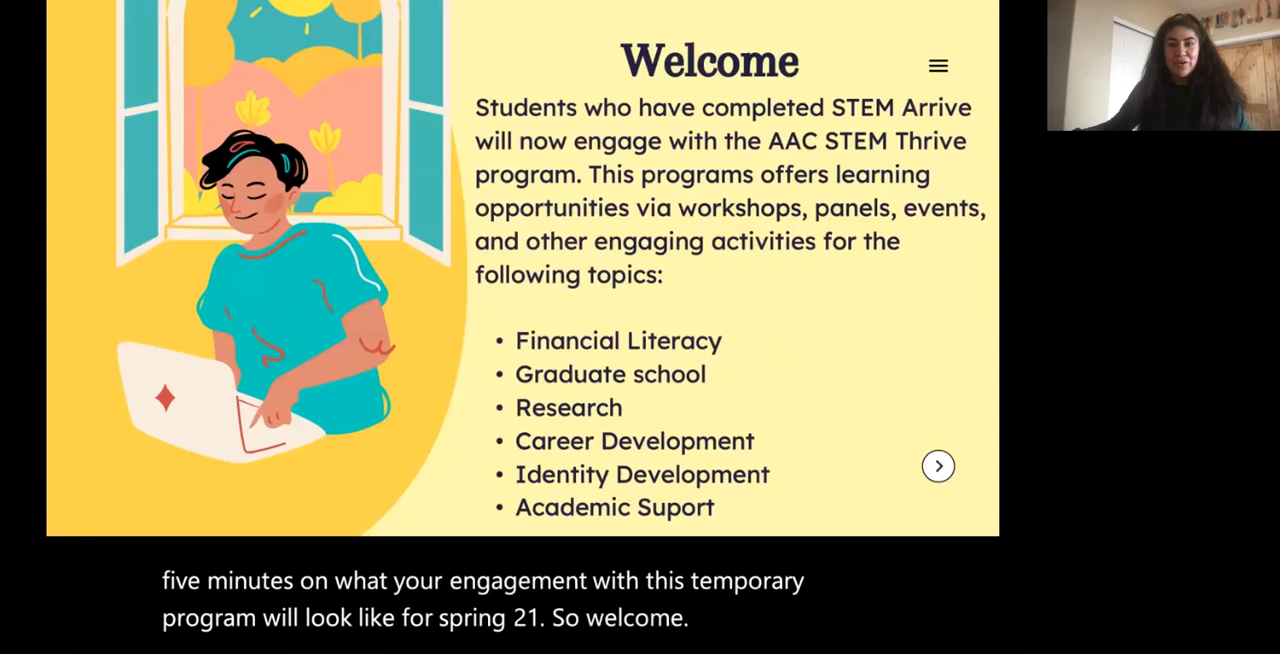 Welcome
Students who have completed STEM Arrive
will now engage with the AAC STEM Thrive
program. This programs offers learning
opportunities via workshops, panels, events,
and other engaging activities for the
following topics:
• Financial Literacy
• Graduate school
• Research
• Career Development
• Identity Development
• Academic Suport
five minutes on what your engagement with this temporary
program will look like for spring 21. So welcome.